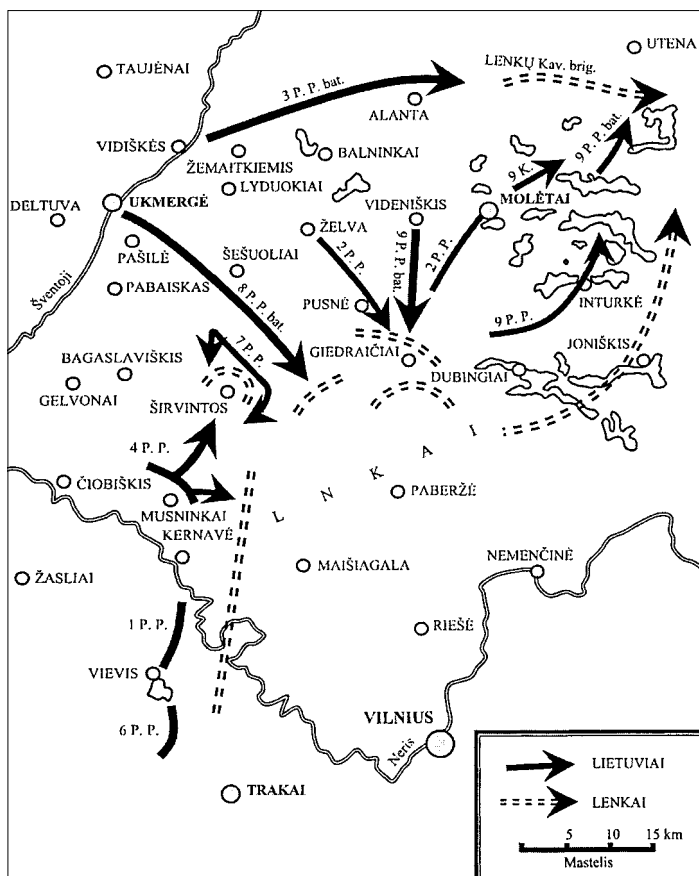 UTENA
LENKŲ Kav. brig.
TAUJĖNAI
3 P. P. bat.
ALANTA
VIDIŠKĖS
ŽEMAITKIEMIS
BALNINKAI
9 P. P. bat.
9 K.
LYDUOKIAI
DELTUVA
UKMERGĖ
VIDENIŠKIS
MOLĖTAI
ŽELVA
PAŠILĖ
ŠEŠUOLIAI
2 P. P.
9 P. P. bat.
2 P. P.
Šventoji
PABAISKAS
8 P. P. bat.
PUSNĖ
INTURKĖ
9 P. P.
7 P. P.
GIEDRAIČIAI
JONIŠKIS
BAGASLAVIŠKIS
DUBINGIAI
GELVONAI
ŠIRVINTOS
4 P. P.
L N K A I
ČIOBIŠKIS
PABERŽĖ
MUSNINKAI
KERNAVĖ
ŽASLIAI
MAIŠIAGALA
NEMENČINĖ
1 P. P.
RIEŠĖ
VIEVIS
VILNIUS
6 P. P.
Neris
TRAKAI
LIETUVIAI
LENKAI
5 10 15 km
Mastelis